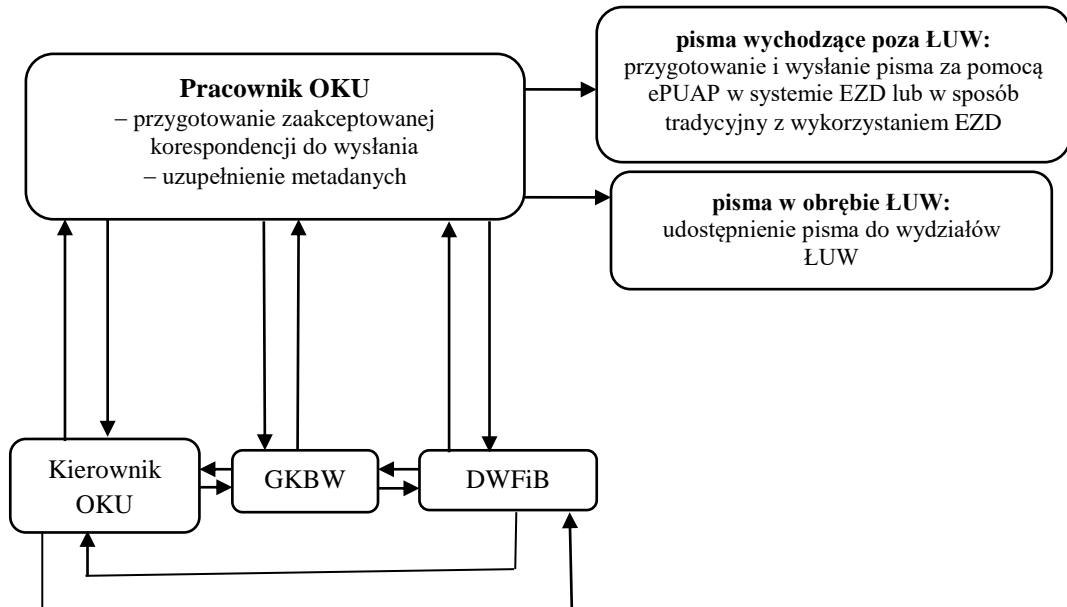 Pracownik OKU
– przygotowanie zaakceptowanej
korespondencji do wysłania
– uzupełnienie metadanych
pisma wychodzące poza ŁUW:
przygotowanie i wysłanie pisma za pomocą
ePUAP w systemie EZD lub w sposób
tradycyjny z wykorzystaniem EZD
pisma w obrębie ŁUW:
udostępnienie pisma do wydziałów
ŁUW
Kierownik
OKU
GKBW
DWFiB